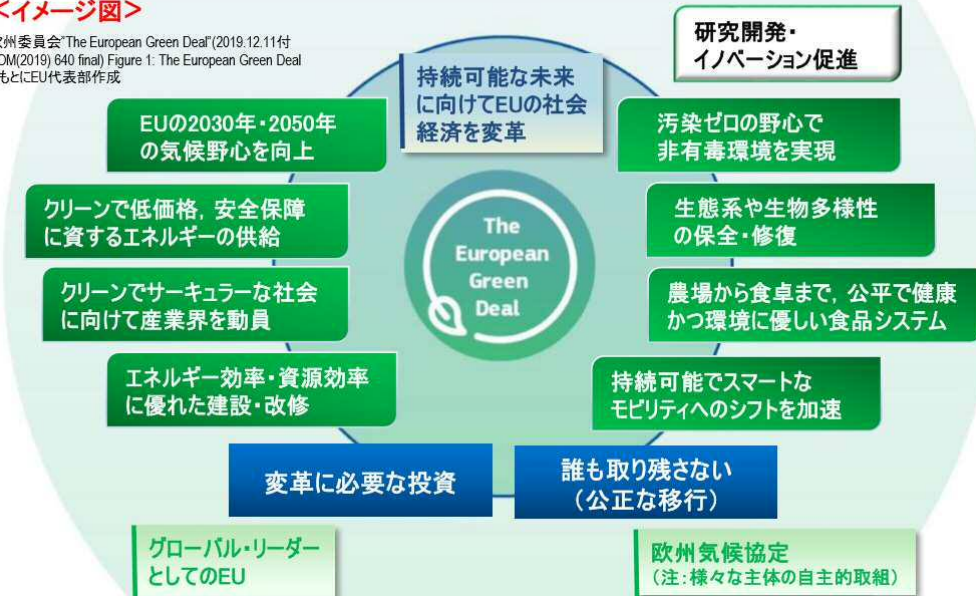 <イメージ図>
州委員会"The European Green Deal"(2019.12.11付
OM(2019) 640 final) Figure 1: The European Green Deal
もとにEU代表部作成
研究開発・
イノベーション促進
持続可能な未来
に向けてEUの社会
経済を変革
EUの2030年・2050年
の気候野心を向上
汚染ゼロの野心で
非有毒環境を実現
クリーンで低価格, 安全保障
に資するエネルギーの供給
生態系や生物多様性
の保全・修復
The
European
Green
Deal
クリーンでサーキュラーな社会
に向けて産業界を動員
農場から食卓まで, 公平で健康
かつ環境に優しい食品システム
エネルギー効率・資源効率
に優れた建設・改修
持続可能でスマートな
モビリティへのシフトを加速
変革に必要な投資
誰も取り残さない
（公正な移行）
グローバル・リーダー
としてのEU
欧州気候協定
（注：様々な主体の自主的取組）